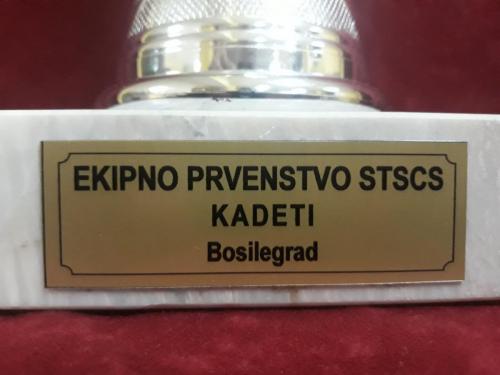 EKIPNO PRVENSTVO STSCS
KADETI
Bosilegrad